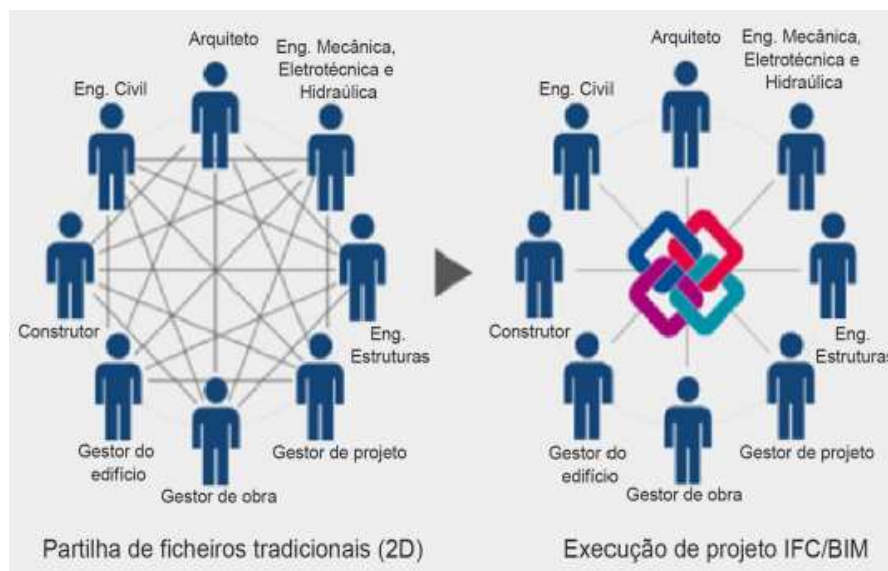 Arquiteto
Eng. Mecânica,
Eletrotécnica e
Hidraúlica
Eng. Civil
Construtor
Eng.
Estruturas
Gestor do
edifício
Gestor de projeto
Gestor de obra
Partilha de ficheiros tradicionais (2D)
Arquiteto
Eng. Mecânica,
Eletrotécnica e
Hidraúlica
Eng. Civil
Construtor
Eng.
Estruturas
Gestor do
edifício
Gestor de projeto
Gestor de obra
Execução de projeto IFC/BIM